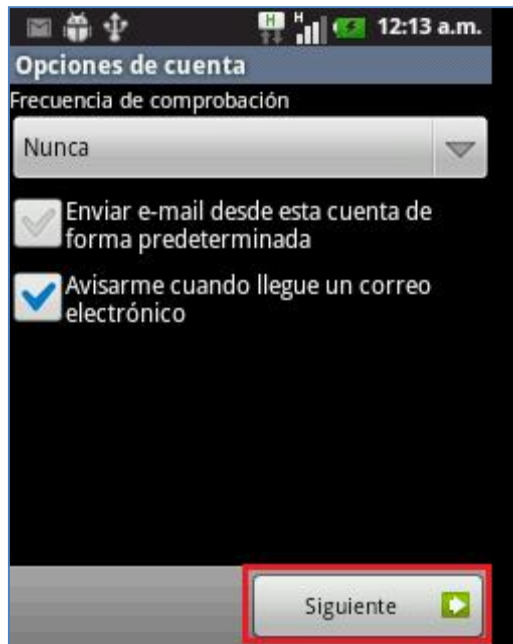 H H 12:13 a.m.
Opciones de cuenta
Frecuencia de comprobación
Nunca
Enviar e-mail desde esta cuenta de
forma predeterminada
Avisarme cuando llegue un correo
electrónico
Siguiente